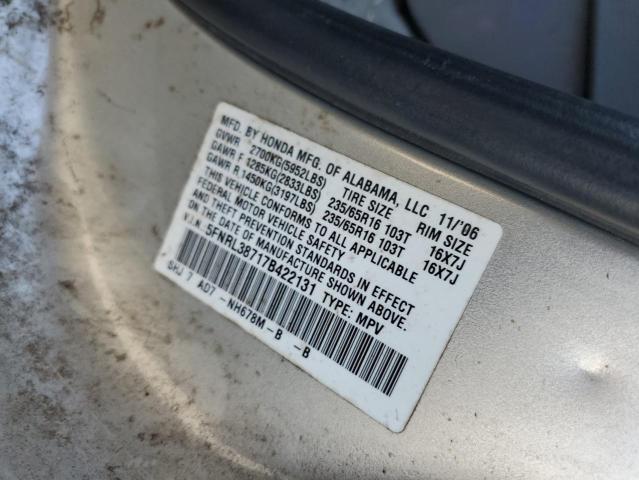 MFD. BY HONDA MFG. OF ALABAMA, LLC 11/'06
GVWR 2700KG(5952LBS) TIRE SIZE RIM SIZE
GAWR F 1285KG(2833LBS) 235/65R16 103T 16X7J
GAWR R 1450KG(3197LBS) 235/65R16 103T 16X7J
THIS VEHICLE CONFORMS TO ALL APPLICABLE
FEDERAL MOTOR VEHICLE SAFETY
AND THEFT PREVENTION STANDARDS IN EFFECT
ON THE DATE OF MANUFACTURE SHOWN ABOVE.
V.I.N. 5FNRL38717B422131 TYPE: MPV
SHJ 7 AD7 -NH678M-B -B